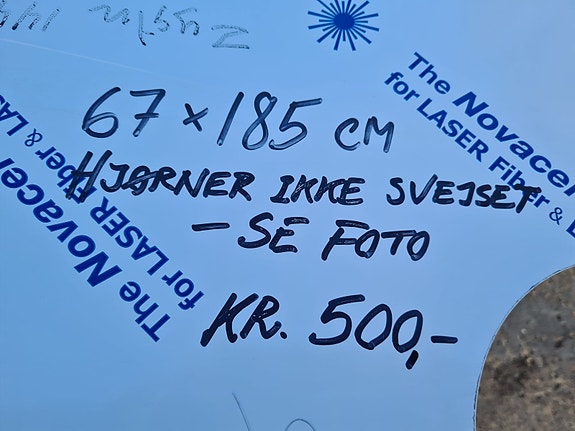 The Novacel
for LASER Fiber & L
67 × 185 CM
HJØRNER IKKE SVEJSET
– SE FOTO
KR. 500,-
The Novacel
for LASER Fiber & LAS